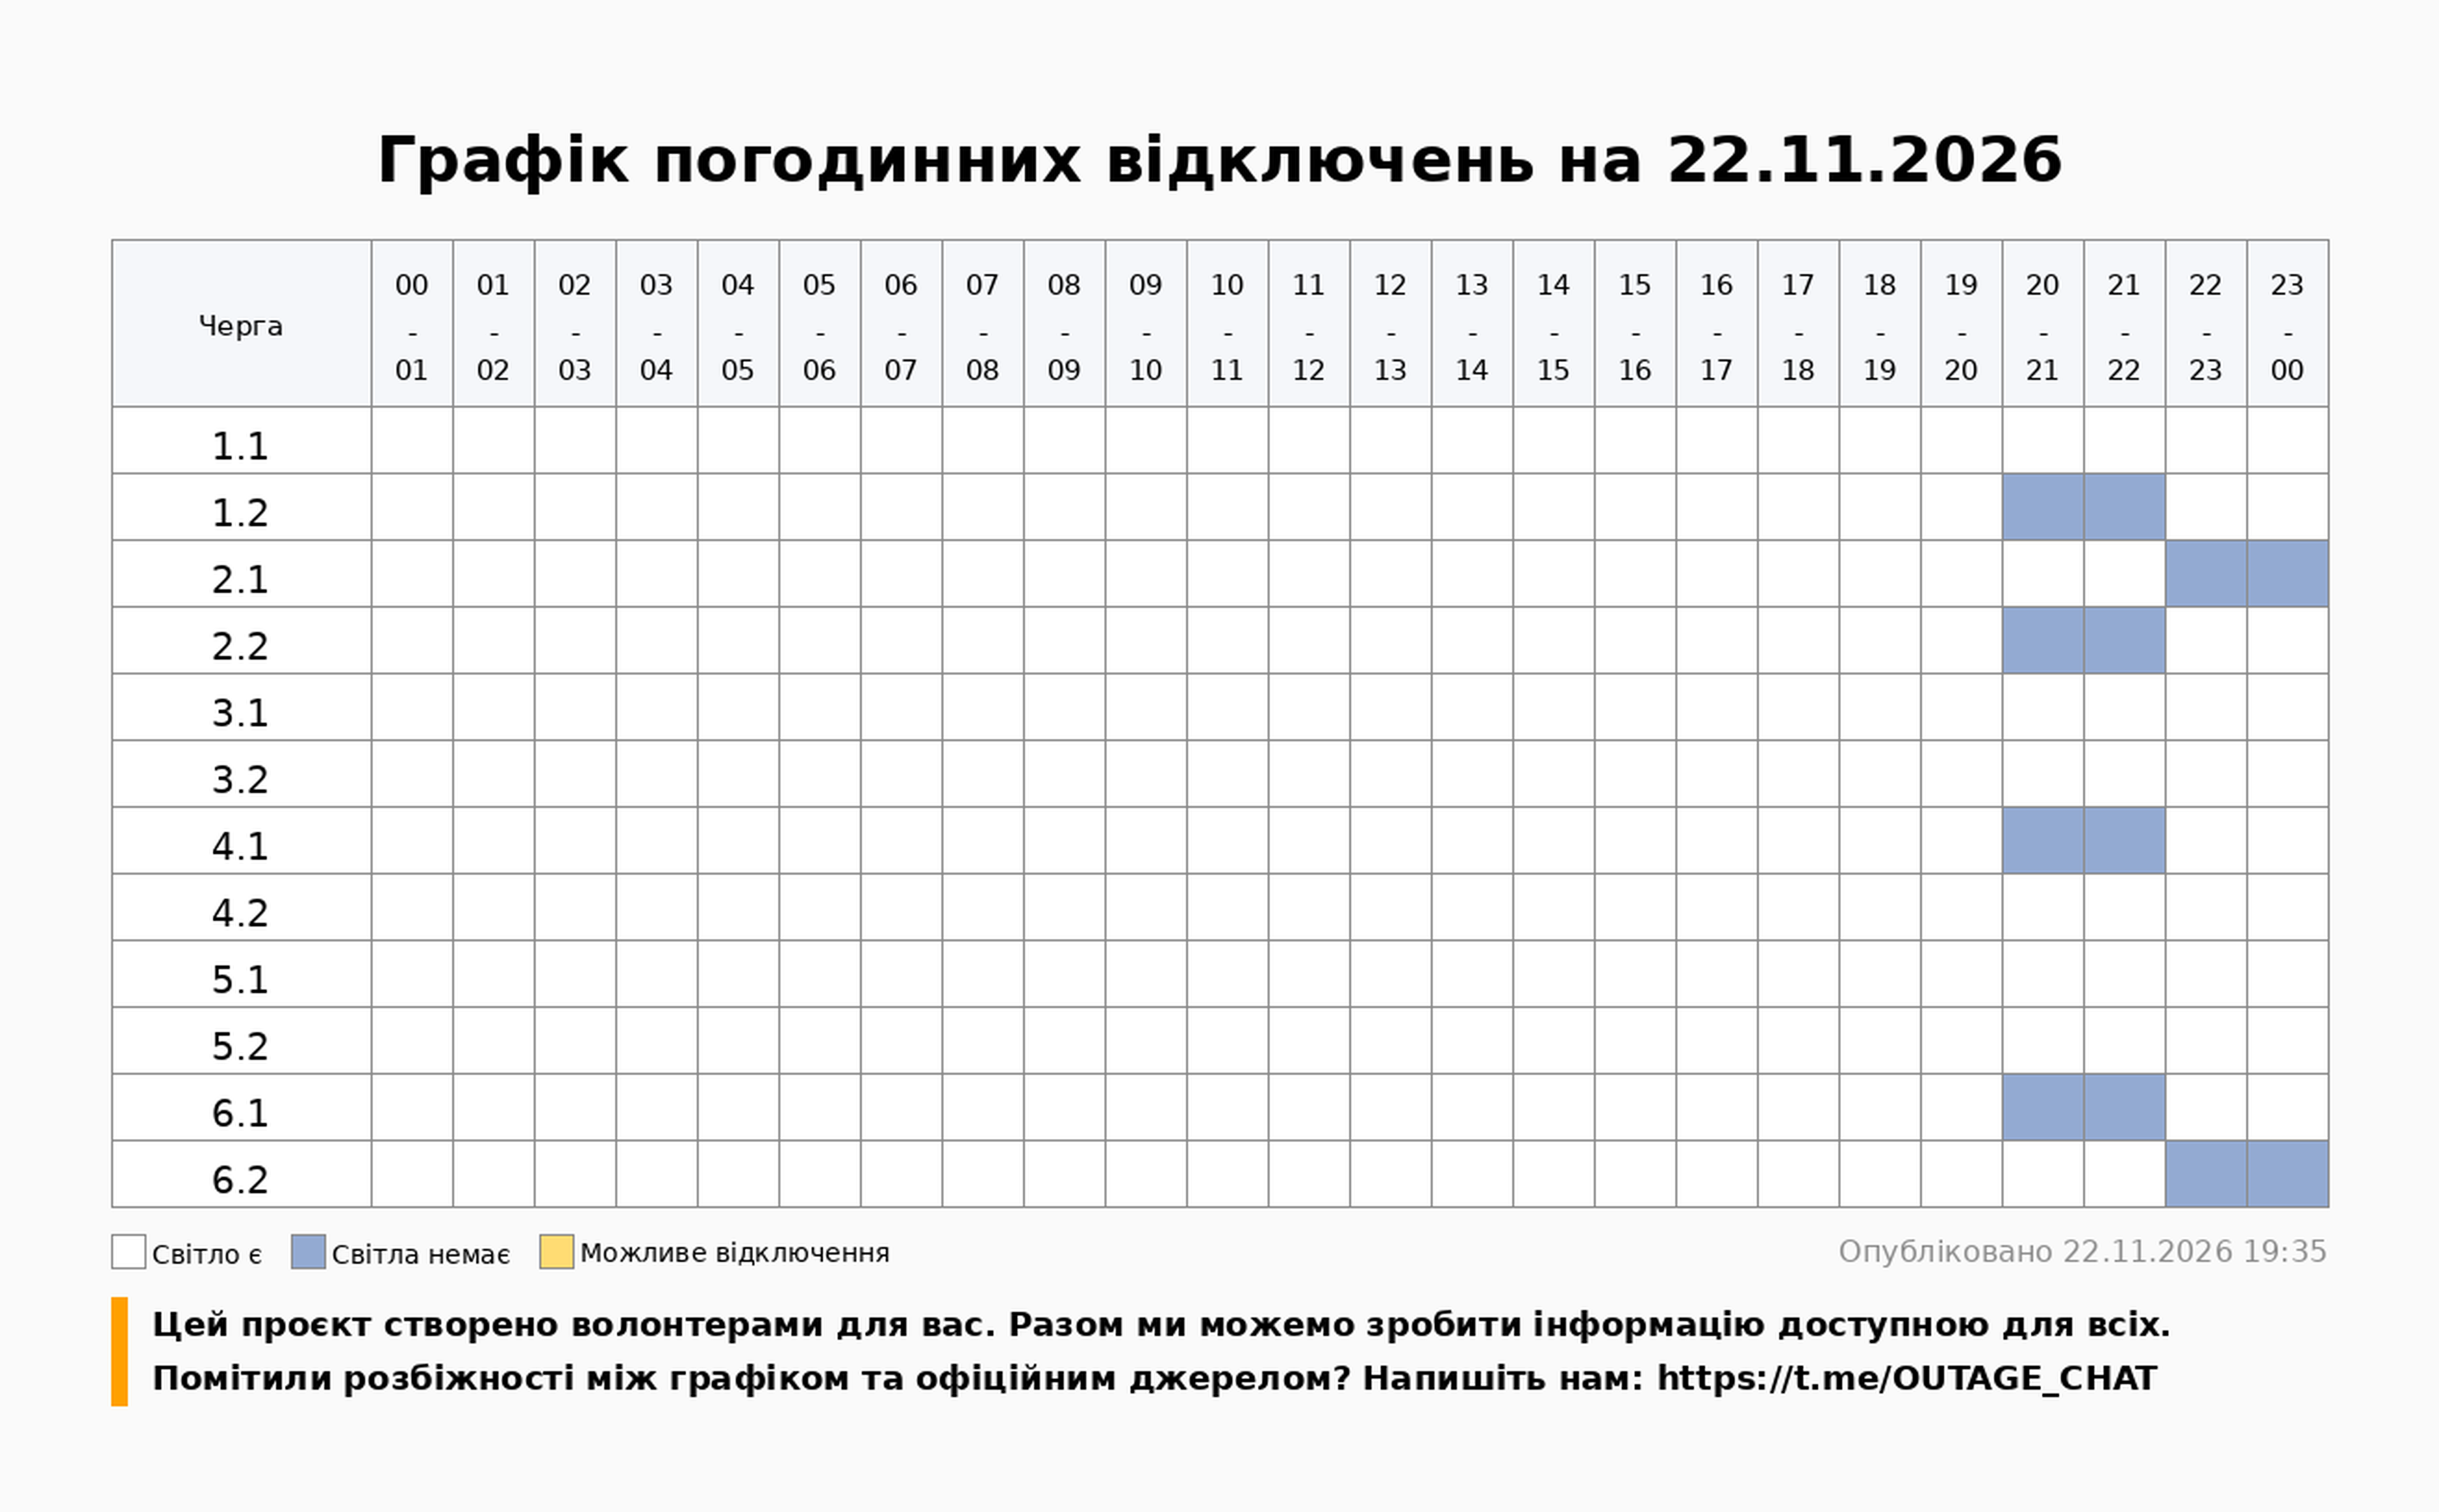 Графік погодинних відключень на 22.11.2026
Черга 00 - 01 01 - 02 02 - 03 03 - 04 04 - 05 05 - 06 06 - 07 07 - 08 08 - 09 09 - 10 10 - 11 11 - 12 12 - 13 13 - 14 14 - 15 15 - 16 16 - 17 17 - 18 18 - 19 19 - 20 20 - 21 21 - 22 22 - 23 23 - 00
1.1
1.2
2.1
2.2
3.1
3.2
4.1
4.2
5.1
5.2
6.1
6.2
Світло є Світла немає Можливе відключення Опубліковано 22.11.2026 19:35
Цей проєкт створено волонтерами для вас. Разом ми можемо зробити інформацію доступною для всіх.
Помітили розбіжності між графіком та офіційним джерелом? Напишіть нам: https://t.me/OUTAGE_CHAT